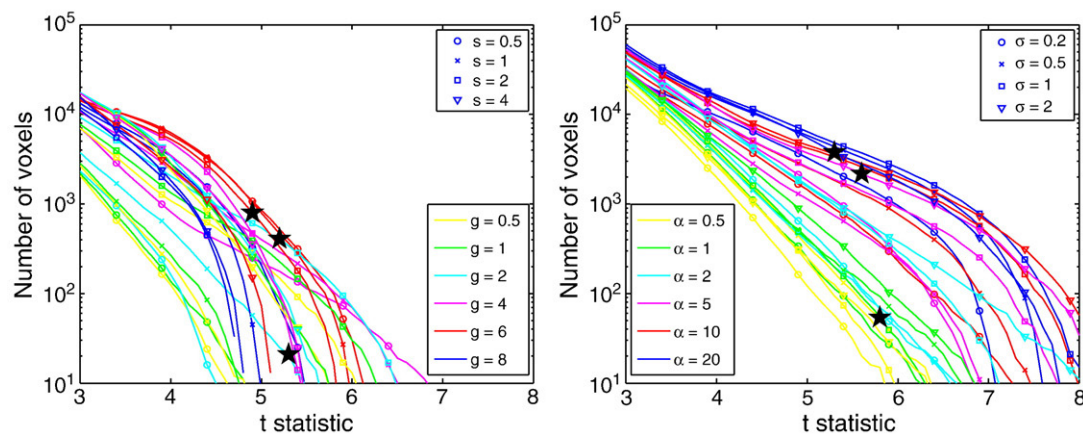 10^5
10^4
10^3
10^2
10^1
Number of voxels
s = 0.5
s = 1
s = 2
s = 4
g = 0.5
g = 1
g = 2
g = 4
g = 6
g = 8
3 4 5 6 7 8
t statistic
10^5
10^4
10^3
10^2
10^1
Number of voxels
σ = 0.2
σ = 0.5
σ = 1
σ = 2
α = 0.5
α = 1
α = 2
α = 5
α = 10
α = 20
3 4 5 6 7 8
t statistic